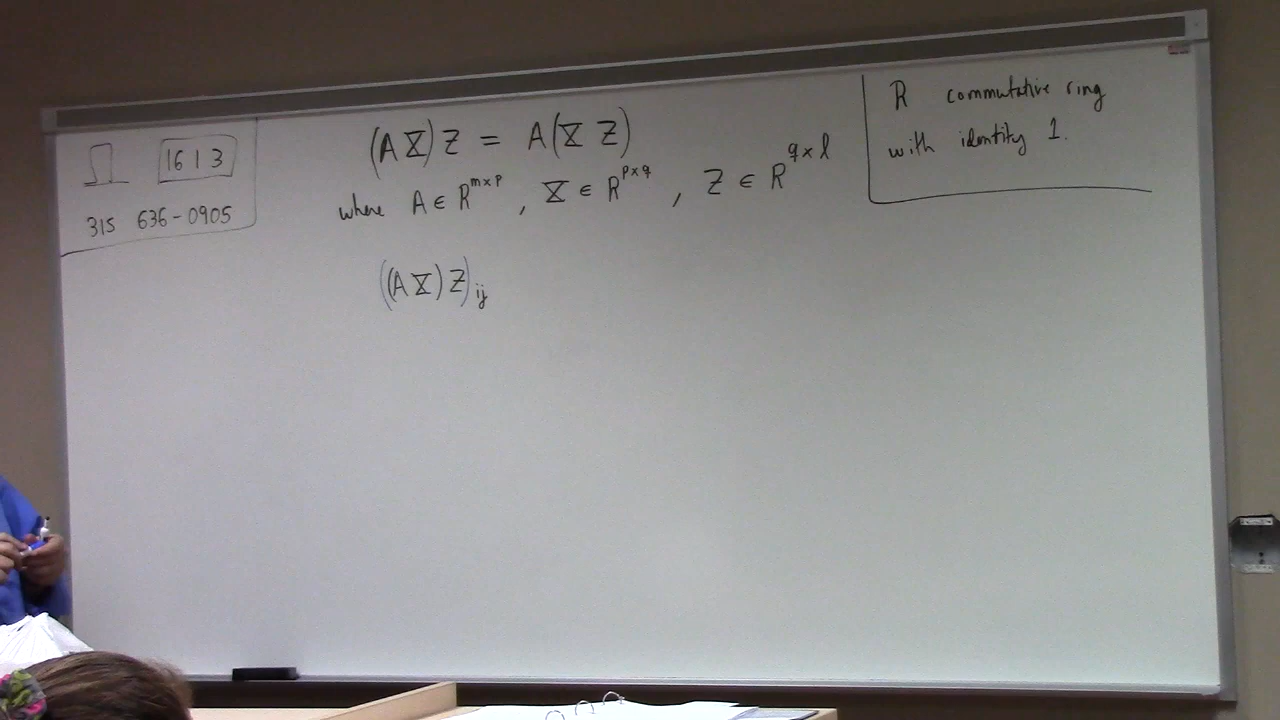 Ω 1613
315 636-0905
(AX)Z = A(XZ)
where A ∈ R^{m×p}, X ∈ R^{p×q}, Z ∈ R^{q×l}
((AX)Z)_{ij}
R commutative ring
with identity 1.